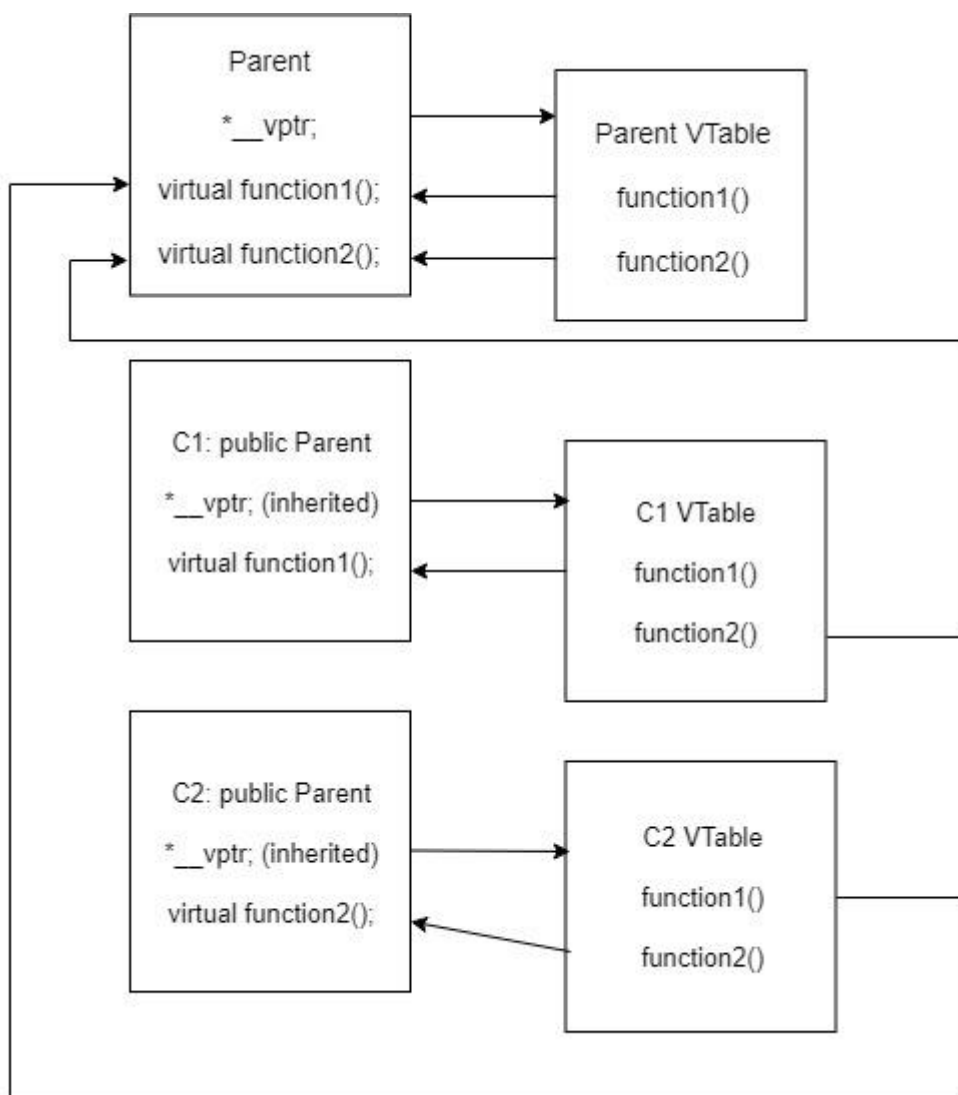 Parent
*__vptr;
virtual function1();
virtual function2();
Parent VTable
function1()
function2()
C1: public Parent
*__vptr; (inherited)
virtual function1();
C1 VTable
function1()
function2()
C2: public Parent
*__vptr; (inherited)
virtual function2();
C2 VTable
function1()
function2()